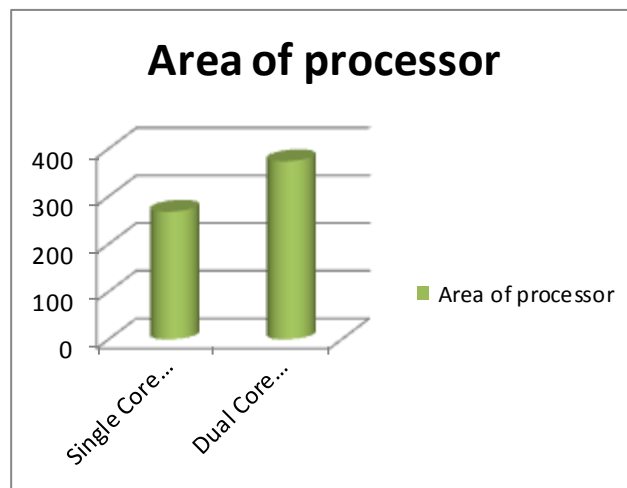 Area of processor
400
300
200
100
0
Single Core...
Dual Core...
Area of processor